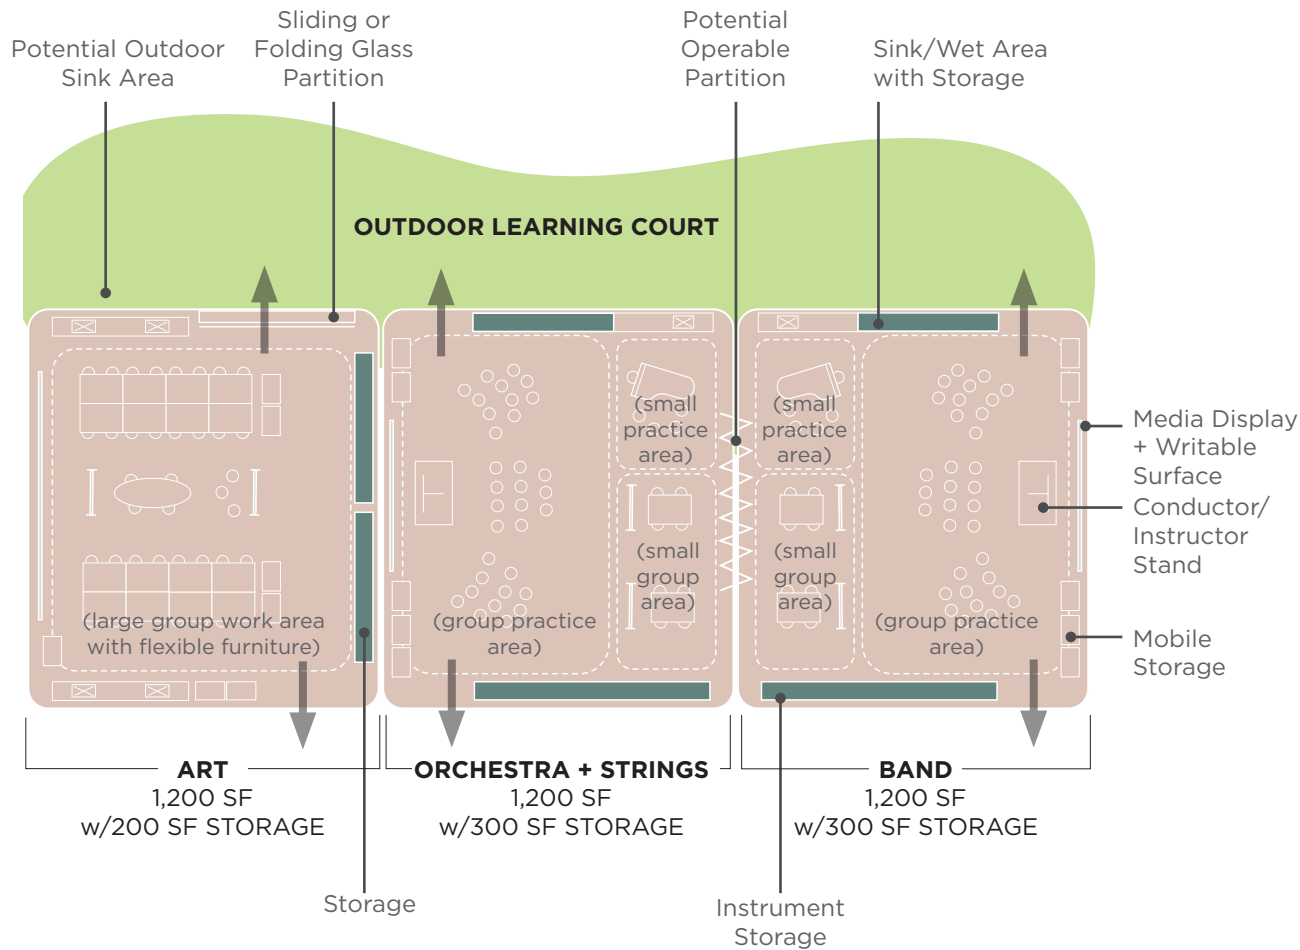 Potential Outdoor
Sink Area
Sliding or
Folding Glass
Partition
Potential
Operable
Partition
Sink/Wet Area
with Storage
OUTDOOR LEARNING COURT
(small
practice
area)
(small
practice
area)
Media Display
+ Writable
Surface
Conductor/
Instructor
Stand
(small
group
area)
(small
group
area)
(large group work area
with flexible furniture)
(group practice
area)
(group practice
area)
Mobile
Storage
ART
1,200 SF
w/200 SF STORAGE
ORCHESTRA + STRINGS
1,200 SF
w/300 SF STORAGE
BAND
1,200 SF
w/300 SF STORAGE
Storage
Instrument
Storage